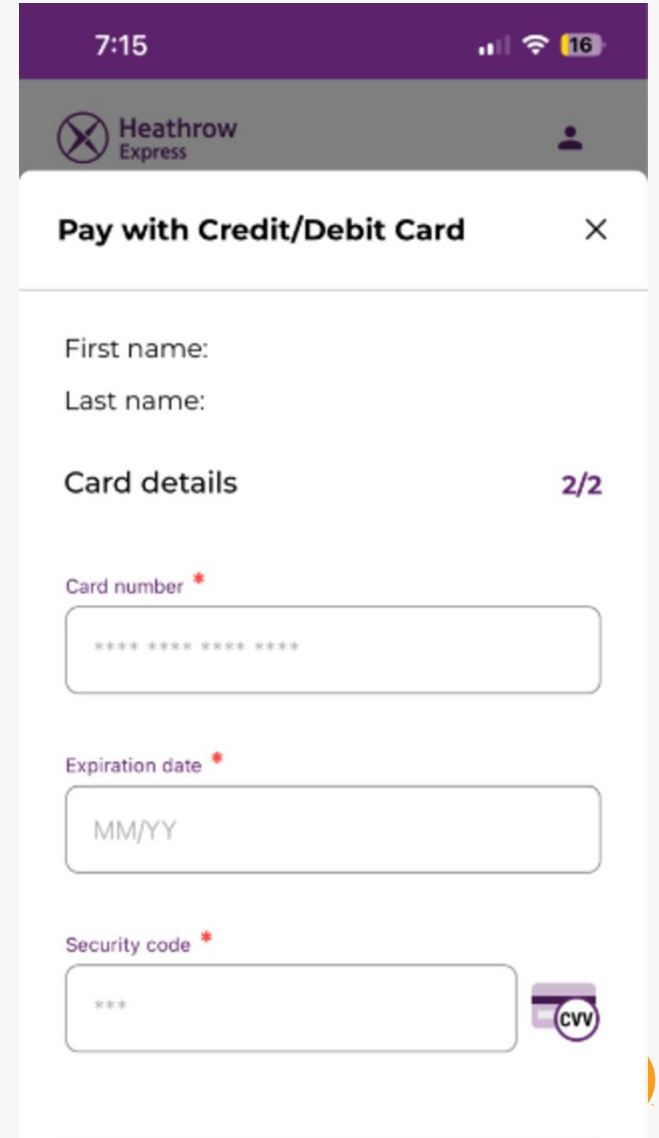 7:15
16
Heathrow
Express
Pay with Credit/Debit Card
First name:
Last name:
Card details 2/2
Card number *
**** **** **** ****
Expiration date *
MM/YY
Security code *
***
CVV